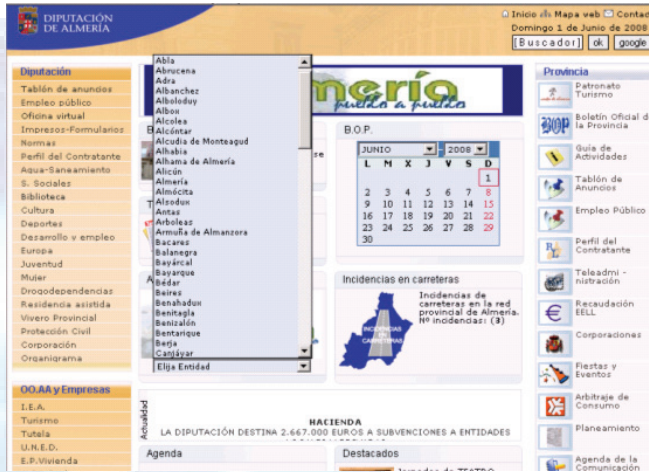 DIPUTACIÓN
DE ALMERÍA
Inicio Mapa web Contac
Domingo 1 de Junio de 2008
[Buscador] ok google
Diputación
Tablón de anuncios
Empleo público
Oficina virtual
Impresos-Formularios
Normas
Perfil del Contratante
Agua-Saneamiento
S. Sociales
Biblioteca
Cultura
Deportes
Desarrollo y empleo
Europa
Juventud
Mujer
Drogodependencias
Residencia asistida
Vivero Provincial
Protección Civil
Corporación
Organigrama
OO.AA y Empresas
I.E.A.
Turismo
Tutela
U.N.E.D.
E.P.Vivienda
Abla
Abrucena
Adra
Albanchez
Alboloduy
Albox
Alcolea
Alcóntar
Alcudia de Monteagud
Alhabia
Alhama de Almería
Alicún
Almería
Almócita
Alsodux
Antas
Arboleas
Armuña de Almanzora
Bacares
Balanegra
Bayárcal
Bayarque
Bédar
Beires
Benahadux
Benitagla
Benizalón
Bentarique
Berja
Canjáyar
Elija Entidad
mería
pueblo a pueblo
B
se
T
A
B.O.P.
JUNIO - 2008
L M X J V S D
1
2 3 4 5 6 7 8
9 10 11 12 13 14 15
16 17 18 19 20 21 22
23 24 25 26 27 28 29
30
Incidencias en carreteras
INCIDENCIAS
EN
CARRETERAS
Incidencias de
carreteras en la red
provincial de Almería.
Nº incidencias: (3)
Actualidad
HACIENDA
LA DIPUTACIÓN DESTINA 2.667.000 EUROS A SUBVENCIONES A ENTIDADES
Agenda
Destacados
Jornadas de TEATRO
Provincia
Patronato
Turismo
BOP
Boletín Oficial d
la Provincia
Guía de
Actividades
Tablón de
Anuncios
Empleo Público
Perfil del
Contratante
Teleadmi -
nistración
Recaudación
EELL
Corporaciones
Fiestas y
Eventos
Arbitraje de
Consumo
Planeamiento
Agenda de la
Comunicación